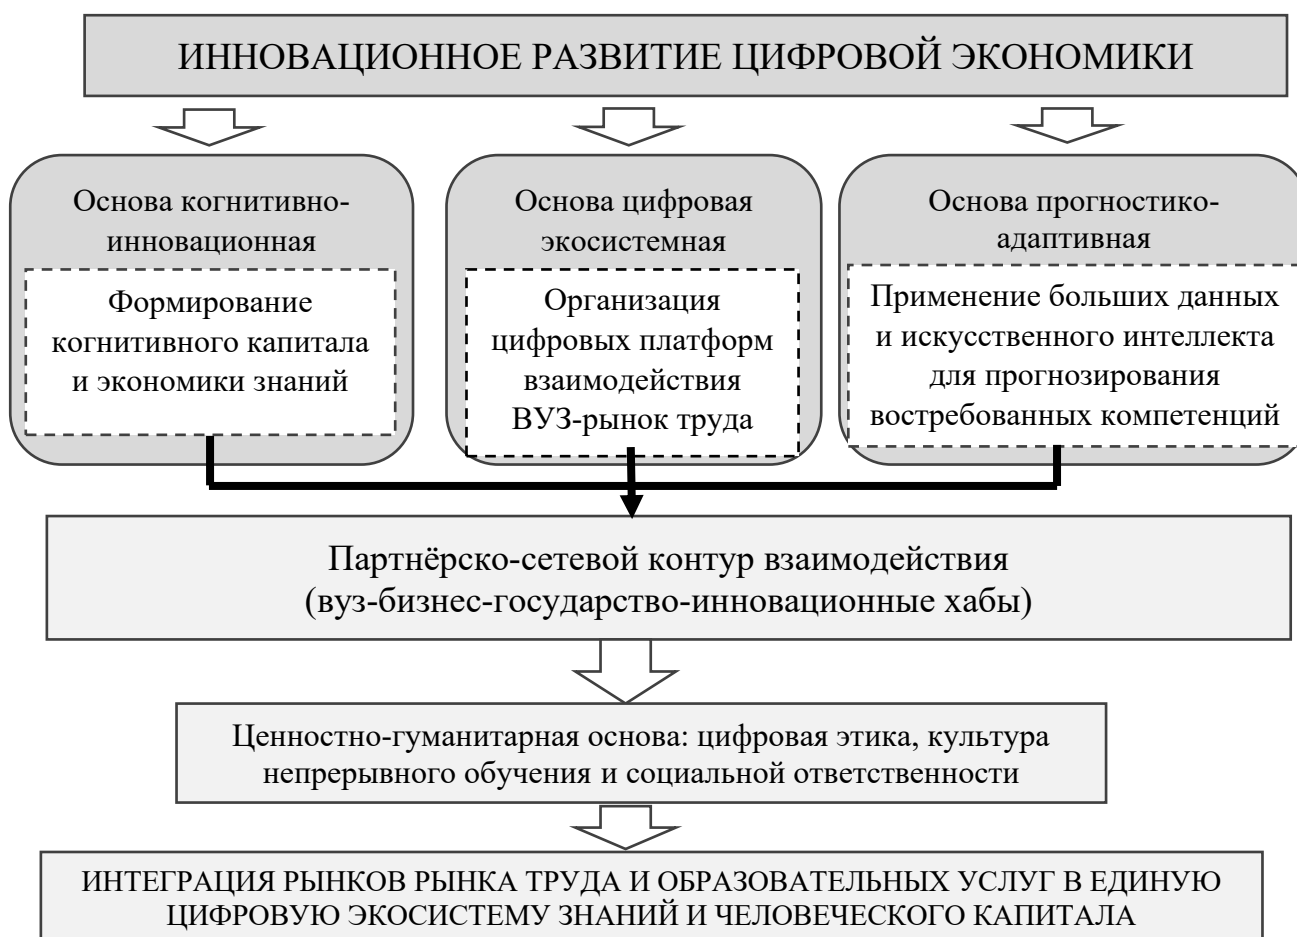 ИННОВАЦИОННОЕ РАЗВИТИЕ ЦИФРОВОЙ ЭКОНОМИКИ
Основа когнитивно-
инновационная
Формирование
когнитивного капитала
и экономики знаний
Основа цифровая
экосистемная
Организация
цифровых платформ
взаимодействия
ВУЗ-рынок труда
Основа прогностико-
адаптивная
Применение больших данных
и искусственного интеллекта
для прогнозирования
востребованных компетенций
Партнёрско-сетевой контур взаимодействия
(вуз-бизнес-государство-инновационные хабы)
Ценностно-гуманитарная основа: цифровая этика, культура
непрерывного обучения и социальной ответственности
ИНТЕГРАЦИЯ РЫНКОВ РЫНКА ТРУДА И ОБРАЗОВАТЕЛЬНЫХ УСЛУГ В ЕДИНУЮ
ЦИФРОВУЮ ЭКОСИСТЕМУ ЗНАНИЙ И ЧЕЛОВЕЧЕСКОГО КАПИТАЛА